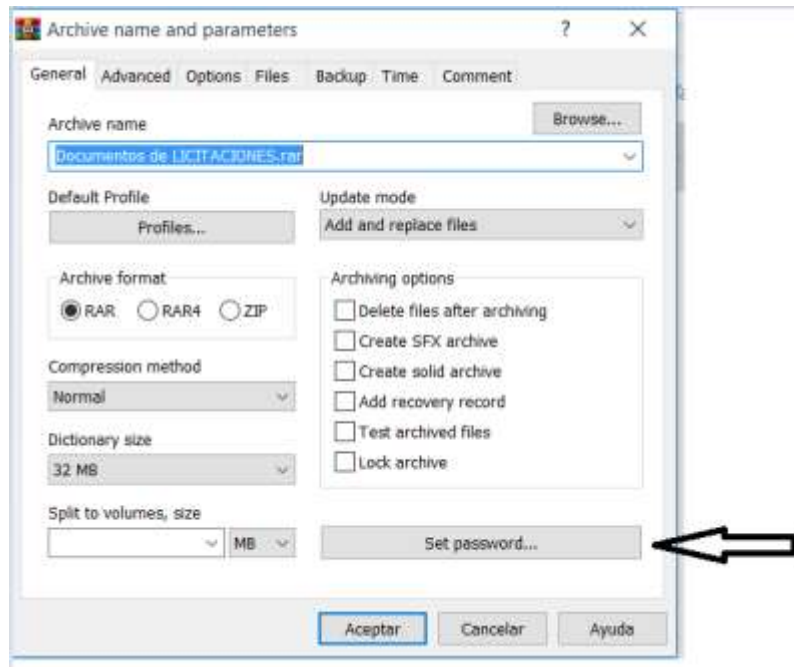 Archive name and parameters ? ×
General Advanced Options Files Backup Time Comment
Archive name
Browse...
Documentos de LICITACIONES.rar
Default Profile
Update mode
Profiles...
Add and replace files
Archive format
RAR RAR4 ZIP
Archiving options
Delete files after archiving
Create SFX archive
Create solid archive
Add recovery record
Test archived files
Lock archive
Compression method
Normal
Dictionary size
32 MB
Split to volumes, size
MB
Set password...
Aceptar Cancelar Ayuda